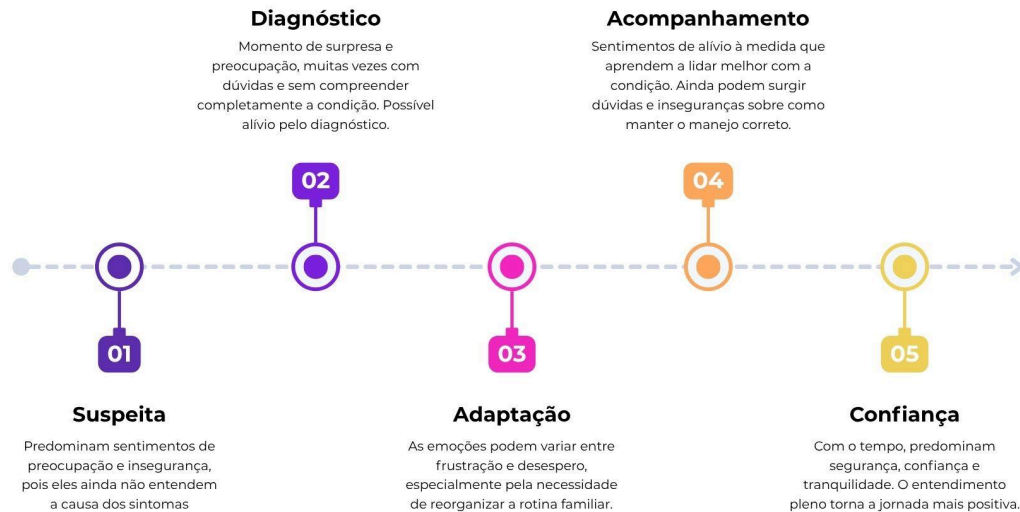 Diagnóstico
Momento de surpresa e
preocupação, muitas vezes com
dúvidas e sem compreender
completamente a condição. Possível
alívio pelo diagnóstico.
Acompanhamento
Sentimentos de alívio à medida que
aprendem a lidar melhor com a
condição. Ainda podem surgir
dúvidas e inseguranças sobre como
manter o manejo correto.
02
04
01
03
05
Suspeita
Predominam sentimentos de
preocupação e insegurança,
pois eles ainda não entendem
a causa dos sintomas
Adaptação
As emoções podem variar entre
frustração e desespero,
especialmente pela necessidade
de reorganizar a rotina familiar.
Confiança
Com o tempo, predominam
segurança, confiança e
tranquilidade. O entendimento
pleno torna a jornada mais positiva.